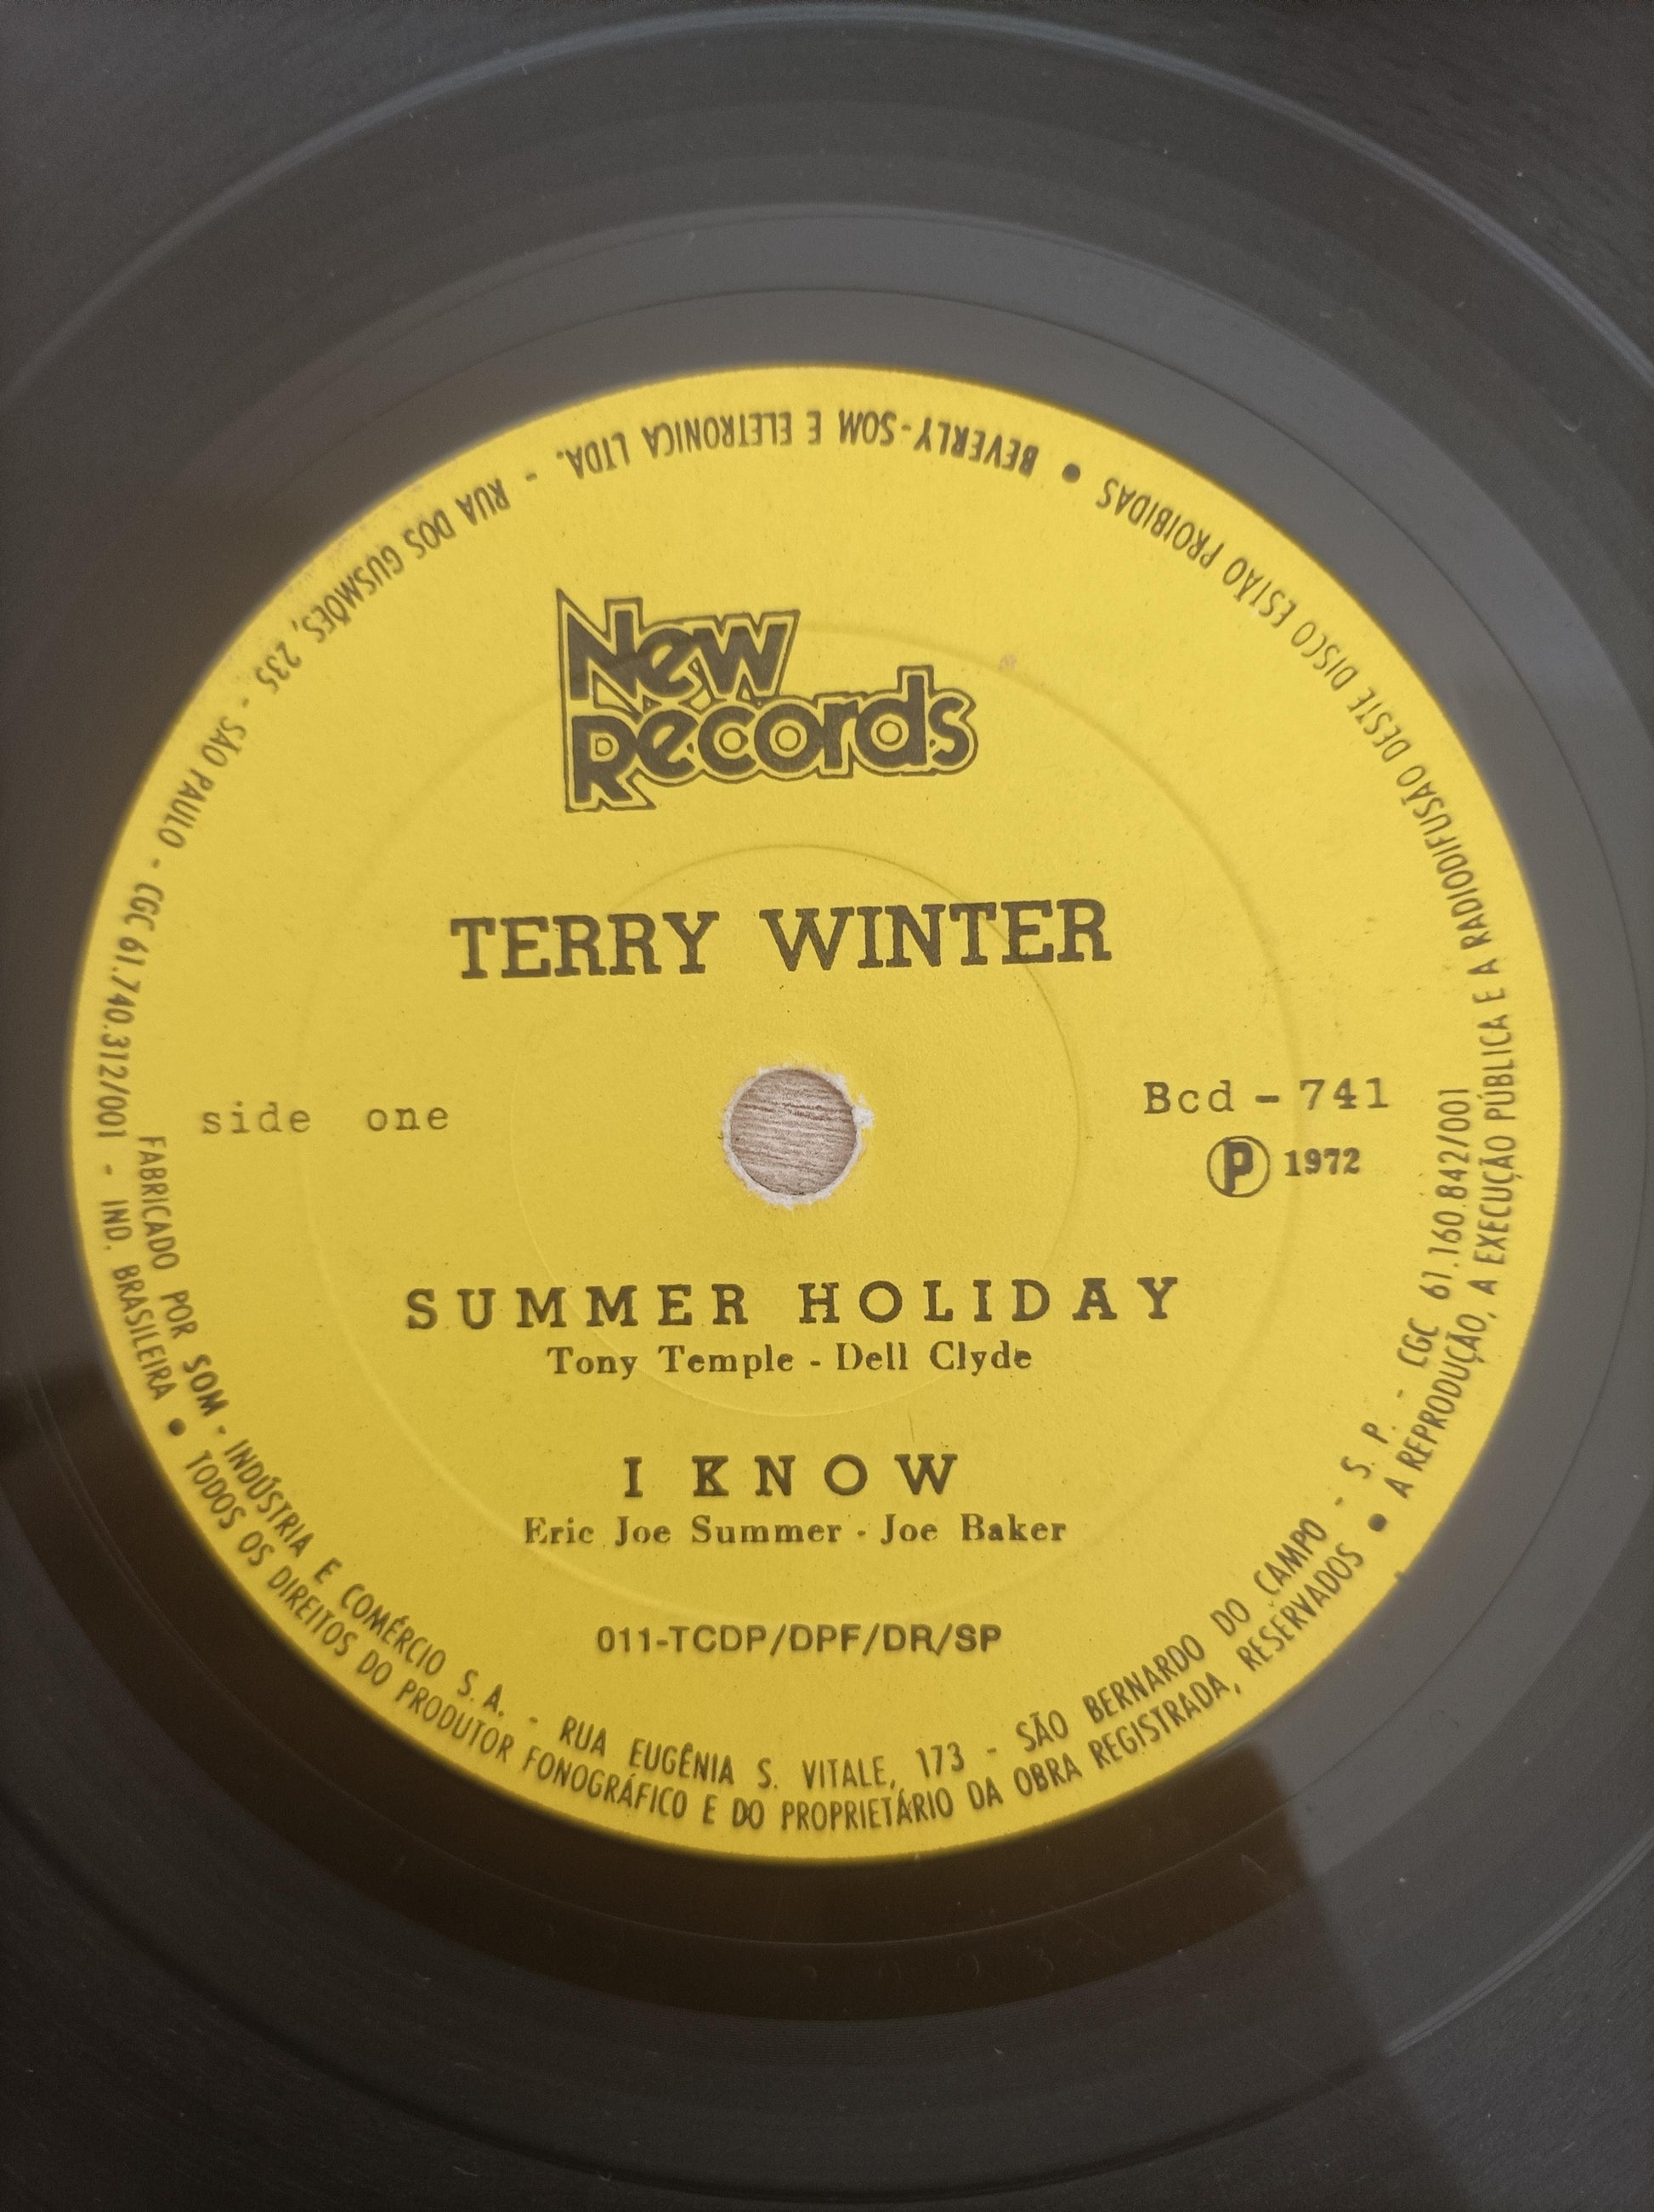 New
Records
TERRY WINTER
side one
Bcd - 741
Ⓟ 1972
SUMMER HOLIDAY
Tony Temple - Dell Clyde
I KNOW
Eric Joe Summer - Joe Baker
011-TCDP/DPF/DR/SP
FABRICADO POR SOM - INDÚSTRIA E COMÉRCIO S.A. - RUA EUGÊNIA S. VITALE, 173 - SÃO BERNARDO DO CAMPO - S. P. - CGC 61.160.842/001
BEVERLY-SOM E ELETRONICA LTDA. - RUA DOS GUSMÕES, 235 - SÃO PAULO - CGC 61.740.312/001 - IND. BRASILEIRA • TODOS OS DIREITOS DO PRODUTOR FONOGRÁFICO E DO PROPRIETÁRIO DA OBRA REGISTRADA, RESERVADOS • A REPRODUÇÃO, A EXECUÇÃO PÚBLICA E A RADIODIFUSÃO DESTE DISCO ESTÃO PROIBIDAS •